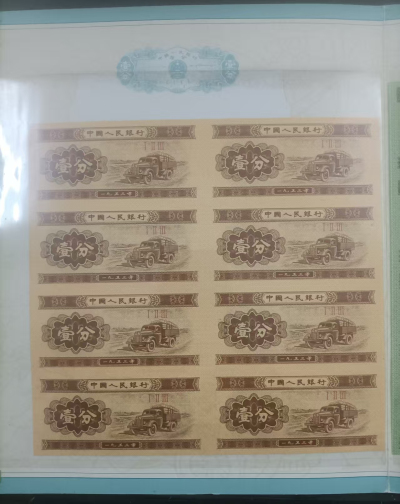 中國人民銀行
壹分
一九五三年
中國人民銀行
壹分
一九五三年
中國人民銀行
壹分
一九五三年
中國人民銀行
壹分
一九五三年
中國人民銀行
壹分
一九五三年
中國人民銀行
壹分
一九五三年
中國人民銀行
壹分
一九五三年
中國人民銀行
壹分
一九五三年